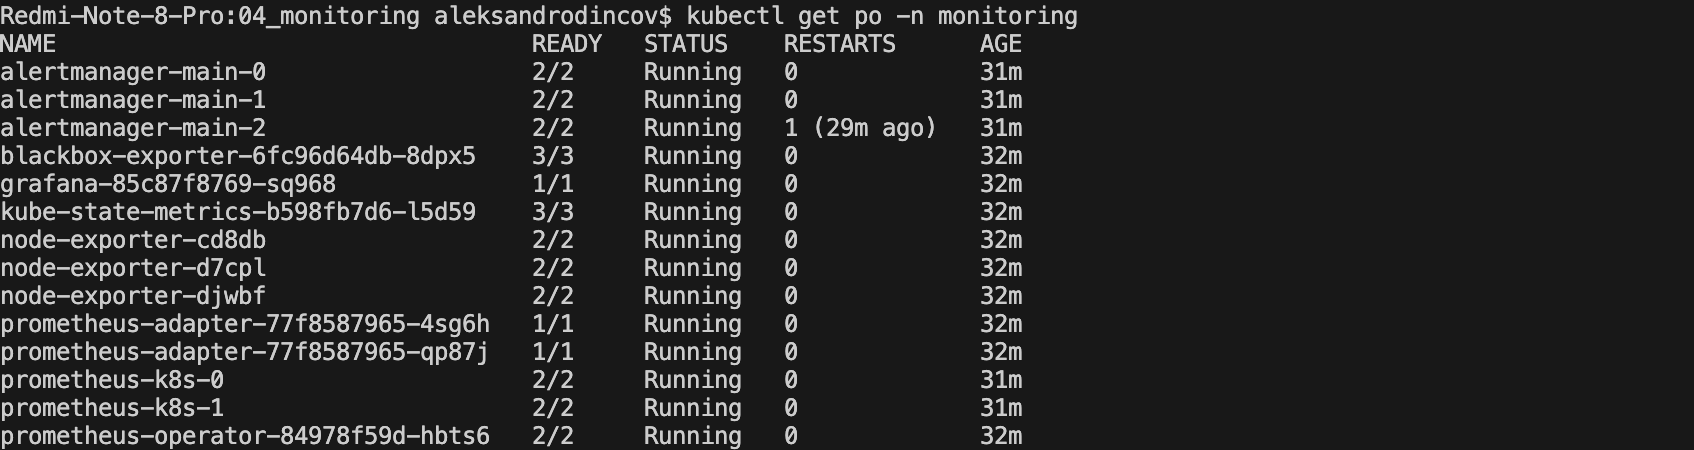 Redmi-Note-8-Pro:04_monitoring aleksandrodincov$ kubectl get po -n monitoring
NAME READY STATUS RESTARTS AGE
alertmanager-main-0 2/2 Running 0 31m
alertmanager-main-1 2/2 Running 0 31m
alertmanager-main-2 2/2 Running 1 (29m ago) 31m
blackbox-exporter-6fc96d64db-8dpx5 3/3 Running 0 32m
grafana-85c87f8769-sq968 1/1 Running 0 32m
kube-state-metrics-b598fb7d6-l5d59 3/3 Running 0 32m
node-exporter-cd8db 2/2 Running 0 32m
node-exporter-d7cpl 2/2 Running 0 32m
node-exporter-djwbf 2/2 Running 0 32m
prometheus-adapter-77f8587965-4sg6h 1/1 Running 0 32m
prometheus-adapter-77f8587965-qp87j 1/1 Running 0 32m
prometheus-k8s-0 2/2 Running 0 31m
prometheus-k8s-1 2/2 Running 0 31m
prometheus-operator-84978f59d-hbts6 2/2 Running 0 32m